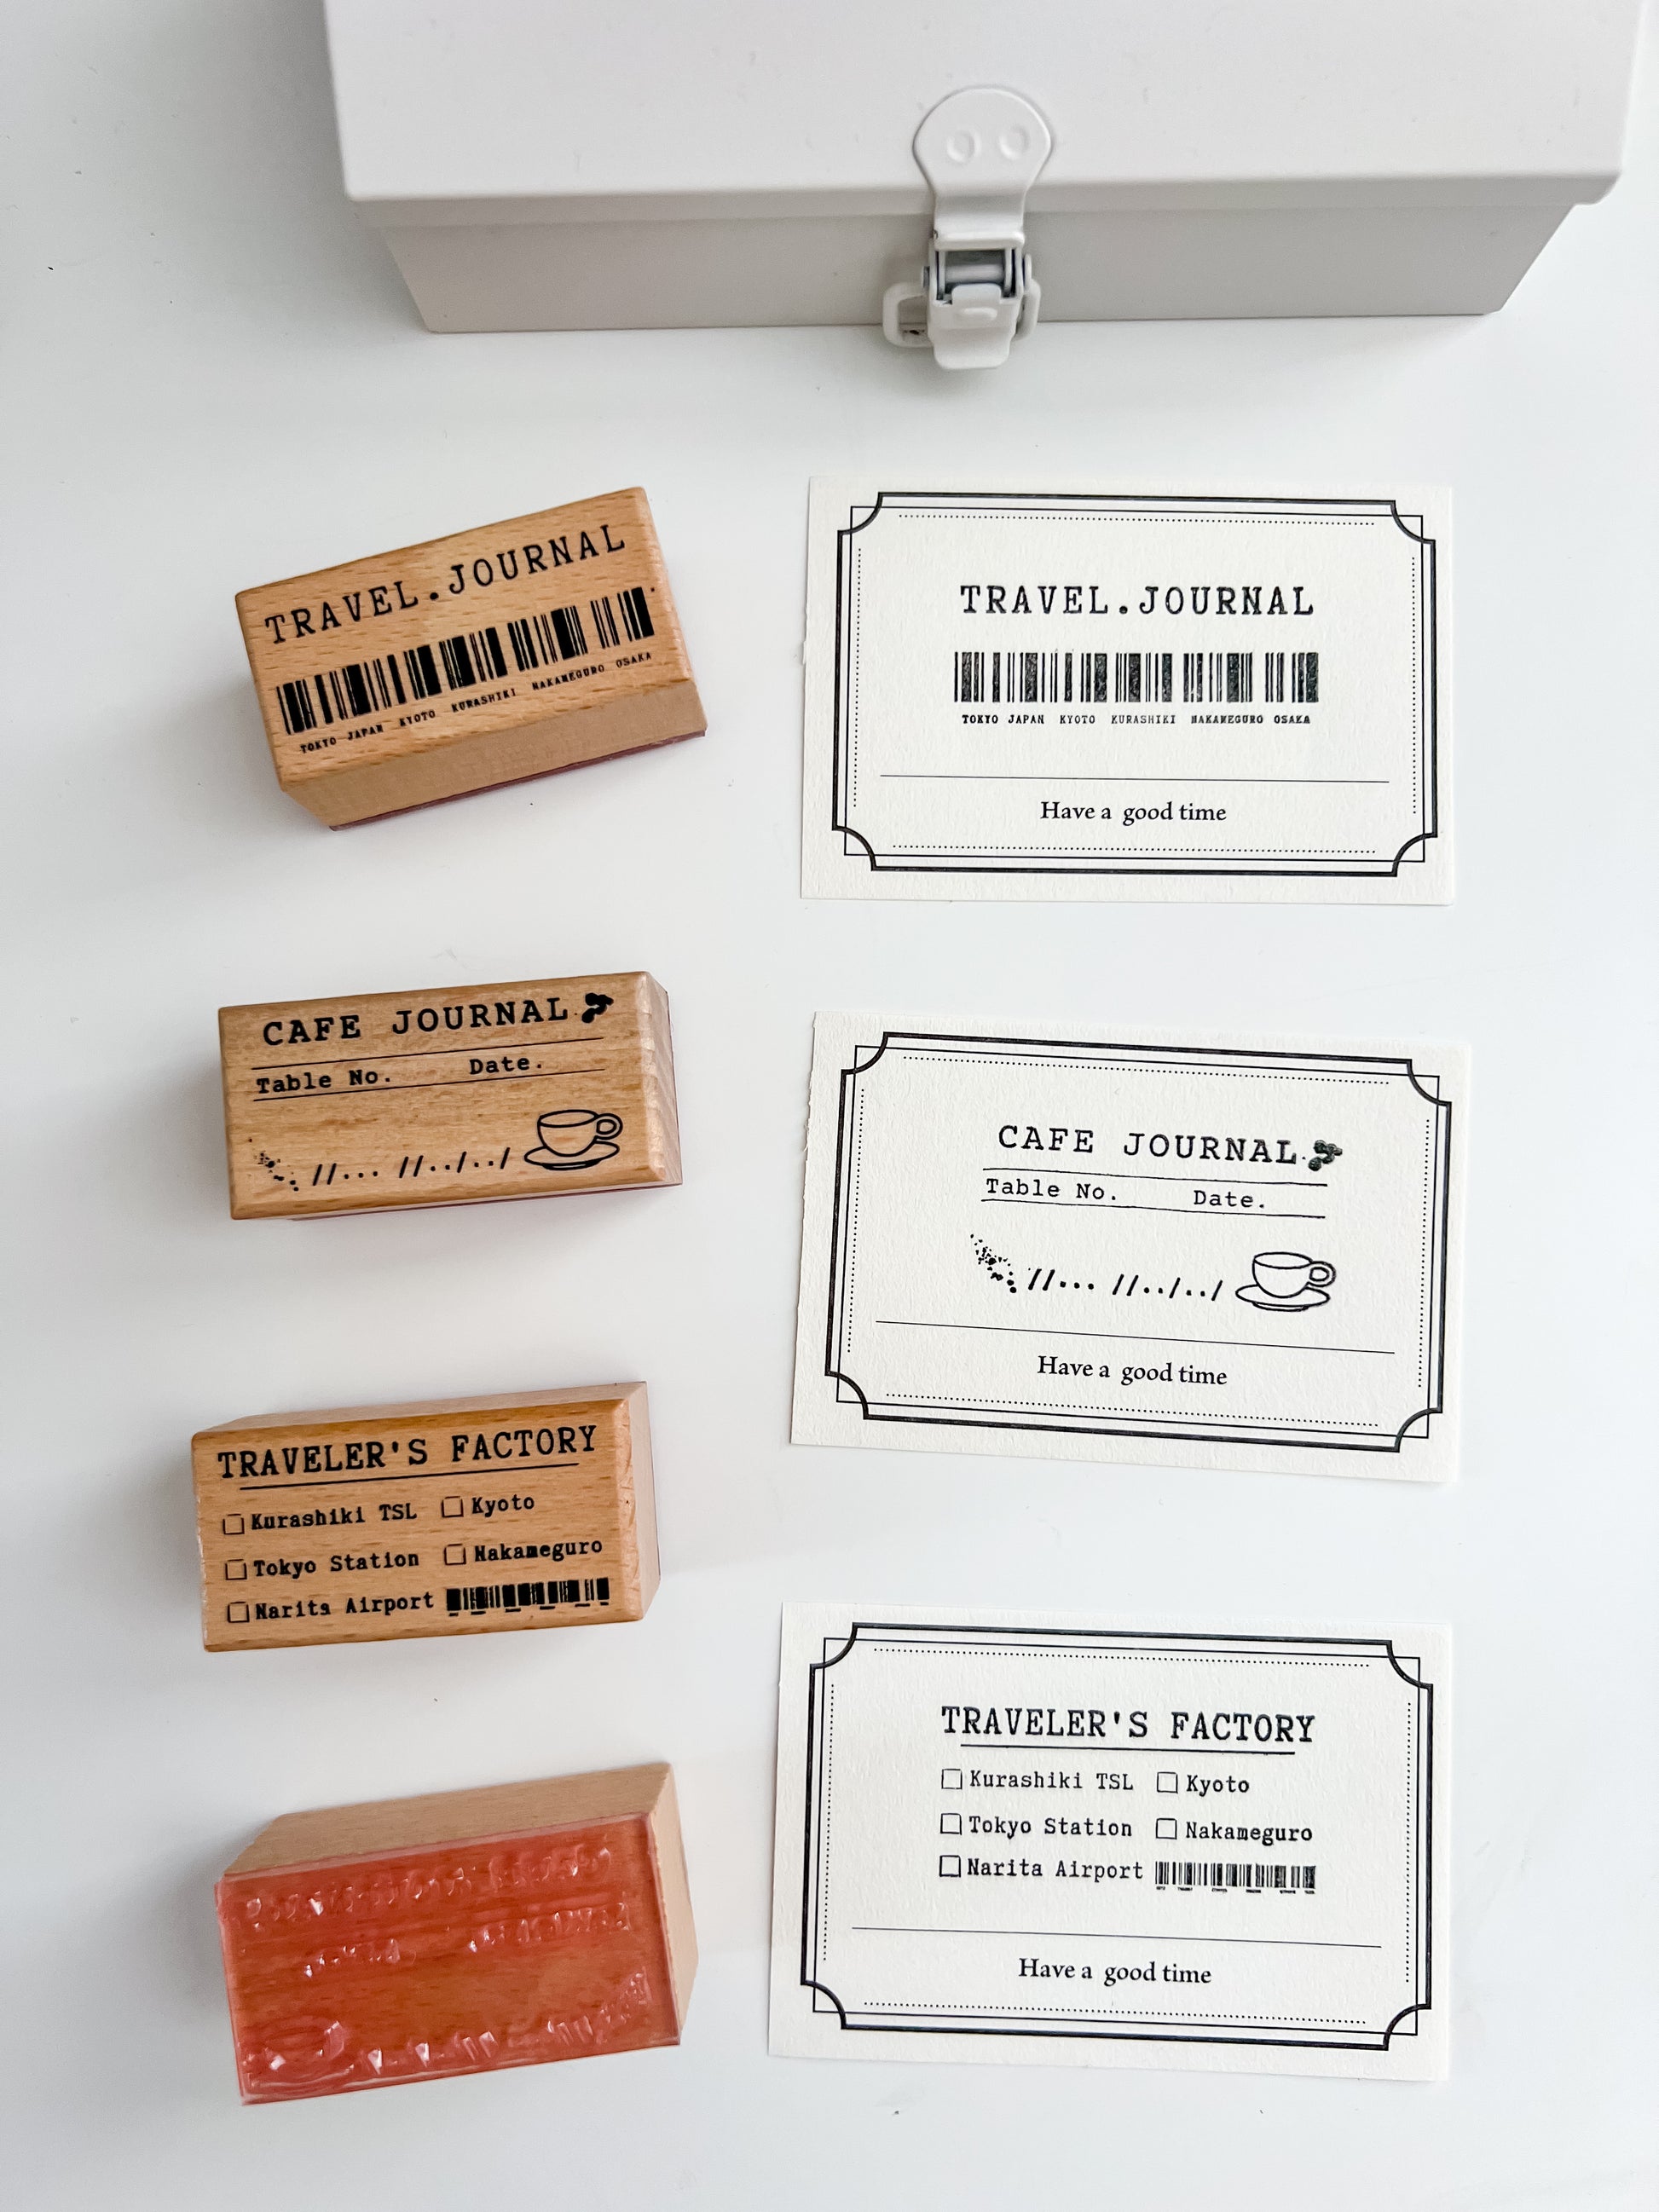 TRAVEL.JOURNAL
TOKYO JAPAN KYOTO KURASHIKI NAKAMEGURO OSAKA
TRAVEL.JOURNAL
TOKYO JAPAN KYOTO KURASHIKI NAKAMEGURO OSAKA
Have a good time
CAFE JOURNAL
Table No. Date.
//... //../../
CAFE JOURNAL
Table No. Date.
//... //../../
Have a good time
TRAVELER'S FACTORY
Kurashiki TSL Kyoto
Tokyo Station Nakameguro
Narita Airport
TRAVELER'S FACTORY
Kurashiki TSL Kyoto
Tokyo Station Nakameguro
Narita Airport
Have a good time